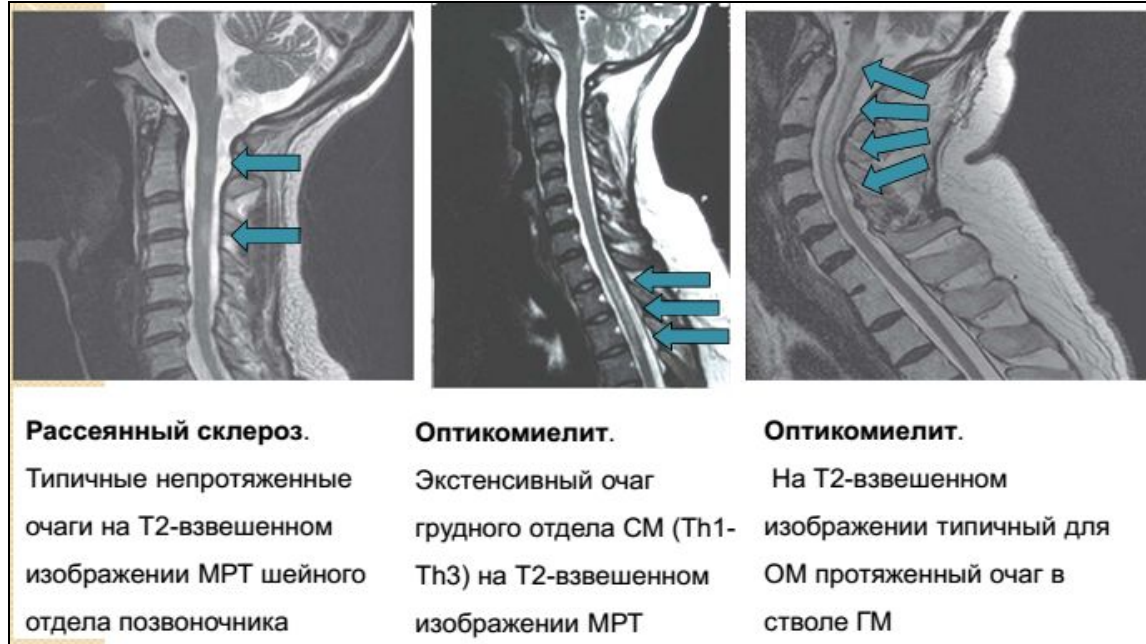 Рассеянный склероз.
Типичные непротяженные
очаги на Т2-взвешенном
изображении МРТ шейного
отдела позвоночника
Оптикомиелит.
Экстенсивный очаг
грудного отдела СМ (Th1-
Th3) на Т2-взвешенном
изображении МРТ
Оптикомиелит.
На Т2-взвешенном
изображении типичный для
ОМ протяженный очаг в
стволе ГМ